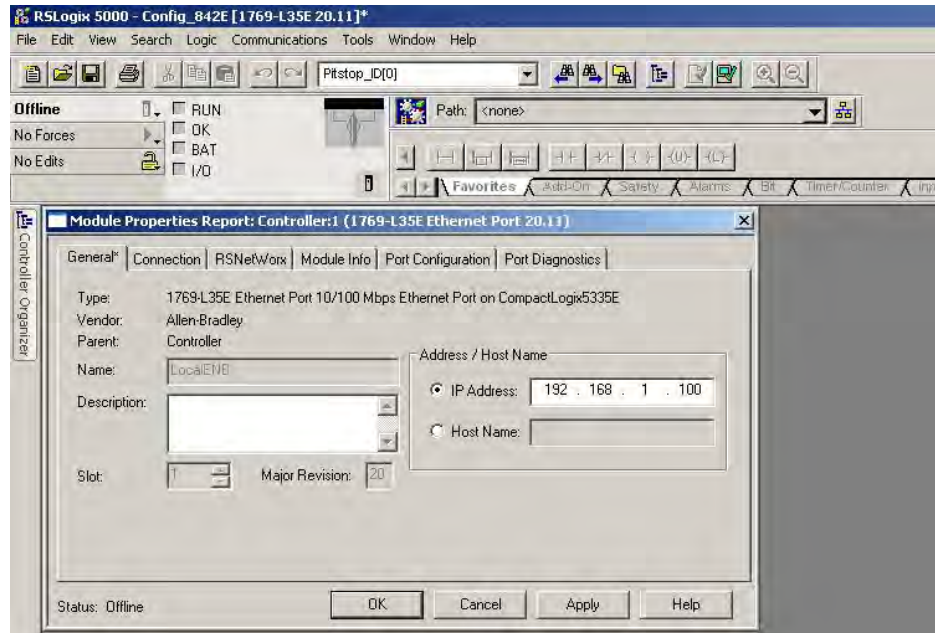 RSLogix 5000 - Config_842E [1769-L35E 20.11]*
File Edit View Search Logic Communications Tools Window Help
Pitstop_ID[0]
Offline
RUN
No Forces
OK
No Edits
BAT
I/O
Path: <none>
Favorites Add-On Safety Alarms Bit Timer/Counter
Controller Organizer
Module Properties Report: Controller:1 (1769-L35E Ethernet Port 20.11)
General* Connection RSNetWorx Module Info Port Configuration Port Diagnostics
Type: 1769-L35E Ethernet Port 10/100 Mbps Ethernet Port on CompactLogix5335E
Vendor: Allen-Bradley
Parent: Controller
Name: LocalENB
Description:
Slot: 1 Major Revision: 20
Address / Host Name
IP Address: 192 . 168 . 1 . 100
Host Name:
Status: Offline
OK Cancel Apply Help